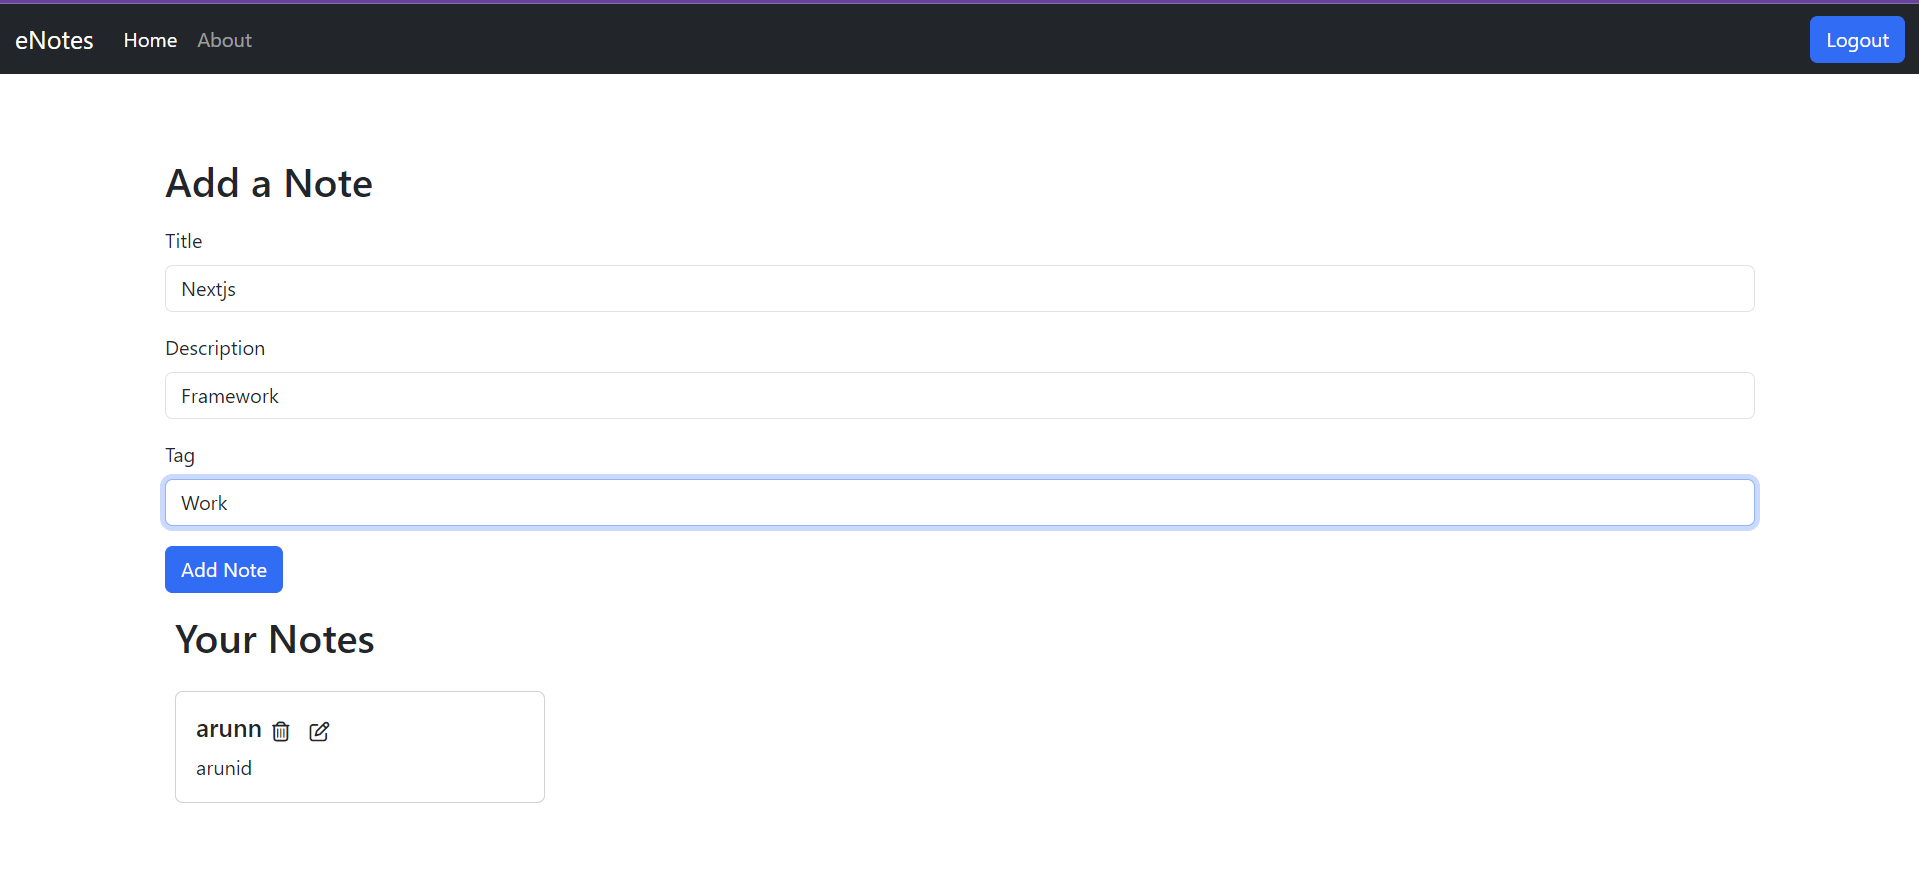 eNotes Home About Logout
Add a Note
Title
Nextjs
Description
Framework
Tag
Work
Add Note
Your Notes
arunn
arunid